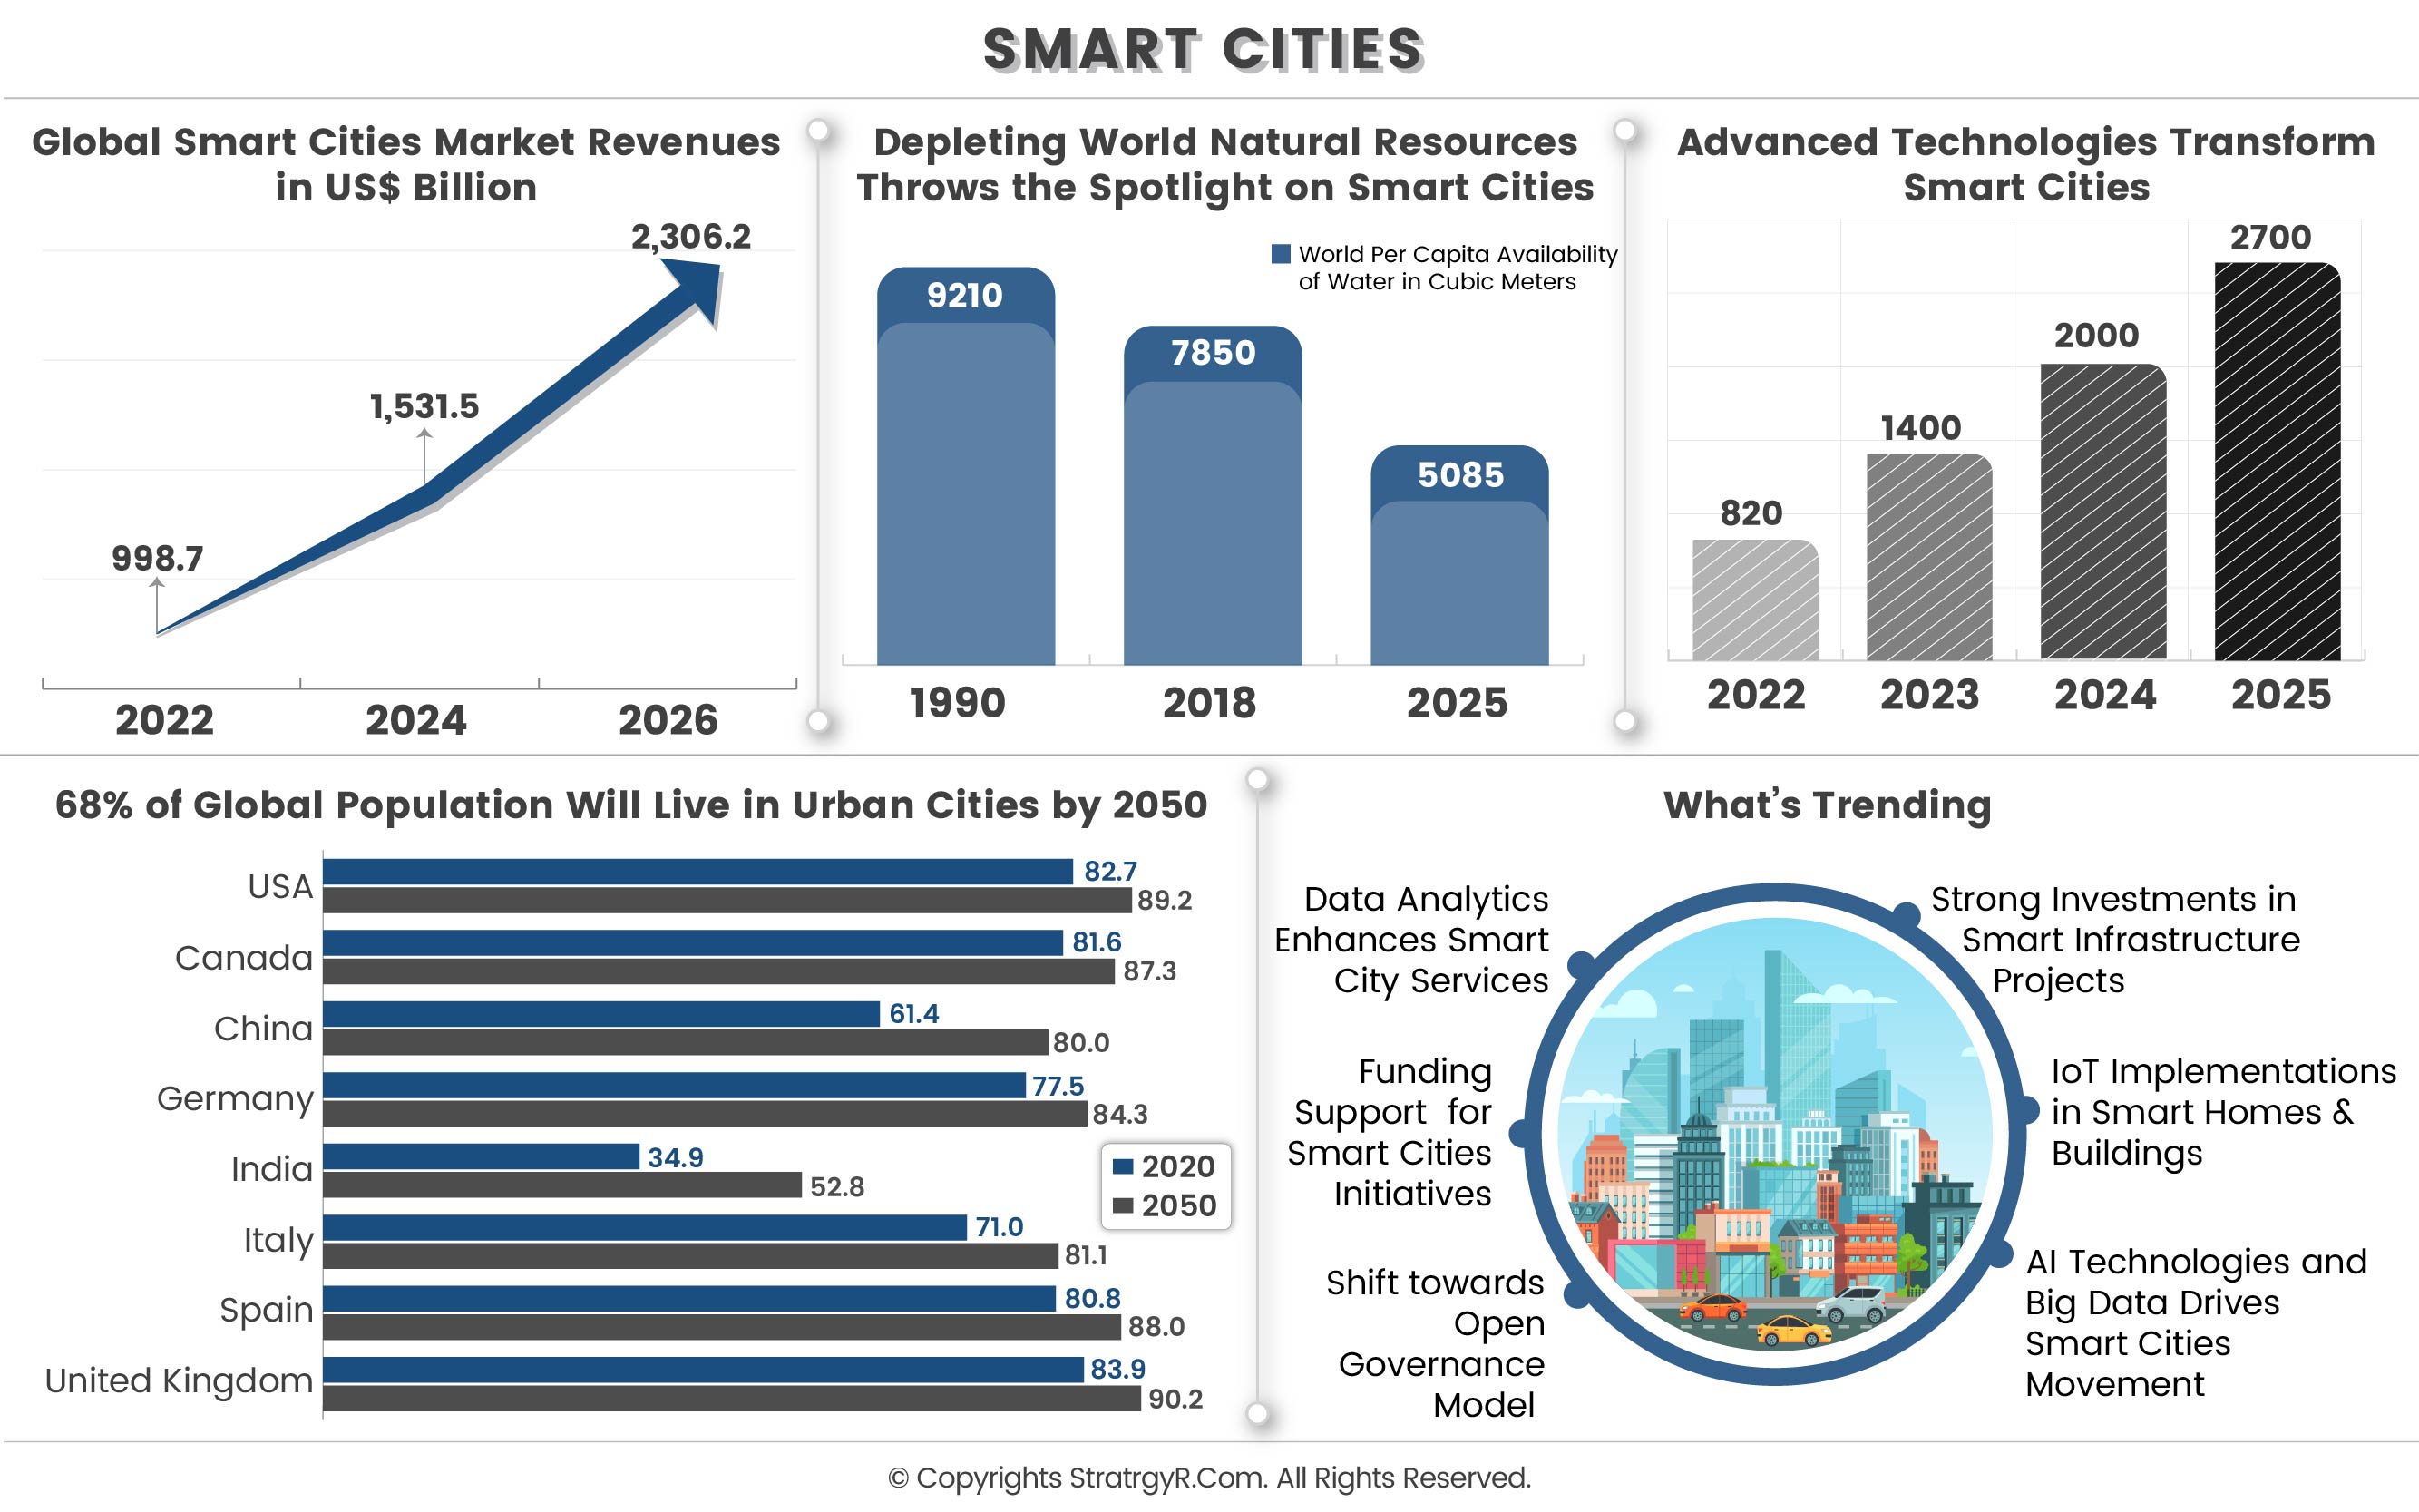 SMART CITIES
Global Smart Cities Market Revenues
in US$ Billion
2,306.2
1,531.5
998.7
2022
2024
2026
Depleting World Natural Resources
Throws the Spotlight on Smart Cities
World Per Capita Availability
of Water in Cubic Meters
9210
7850
5085
1990
2018
2025
Advanced Technologies Transform
Smart Cities
2700
2000
1400
820
2022
2023
2024
2025
68% of Global Population Will Live in Urban Cities by 2050
USA
82.7
89.2
Canada
81.6
87.3
China
61.4
80.0
Germany
77.5
84.3
India
34.9
52.8
Italy
71.0
81.1
Spain
80.8
88.0
United Kingdom
83.9
90.2
2020
2050
What's Trending
Data Analytics
Enhances Smart
City Services
Funding
Support for
Smart Cities
Initiatives
Shift towards
Open
Governance
Model
Strong Investments in
Smart Infrastructure
Projects
IoT Implementations
in Smart Homes &
Buildings
AI Technologies and
Big Data Drives
Smart Cities
Movement
© Copyrights StratrgyR.Com. All Rights Reserved.